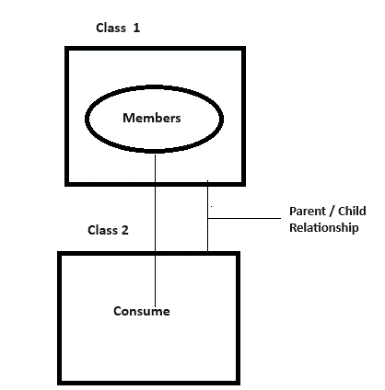 Class 1
Members
Class 2
Parent / Child
Relationship
Consume